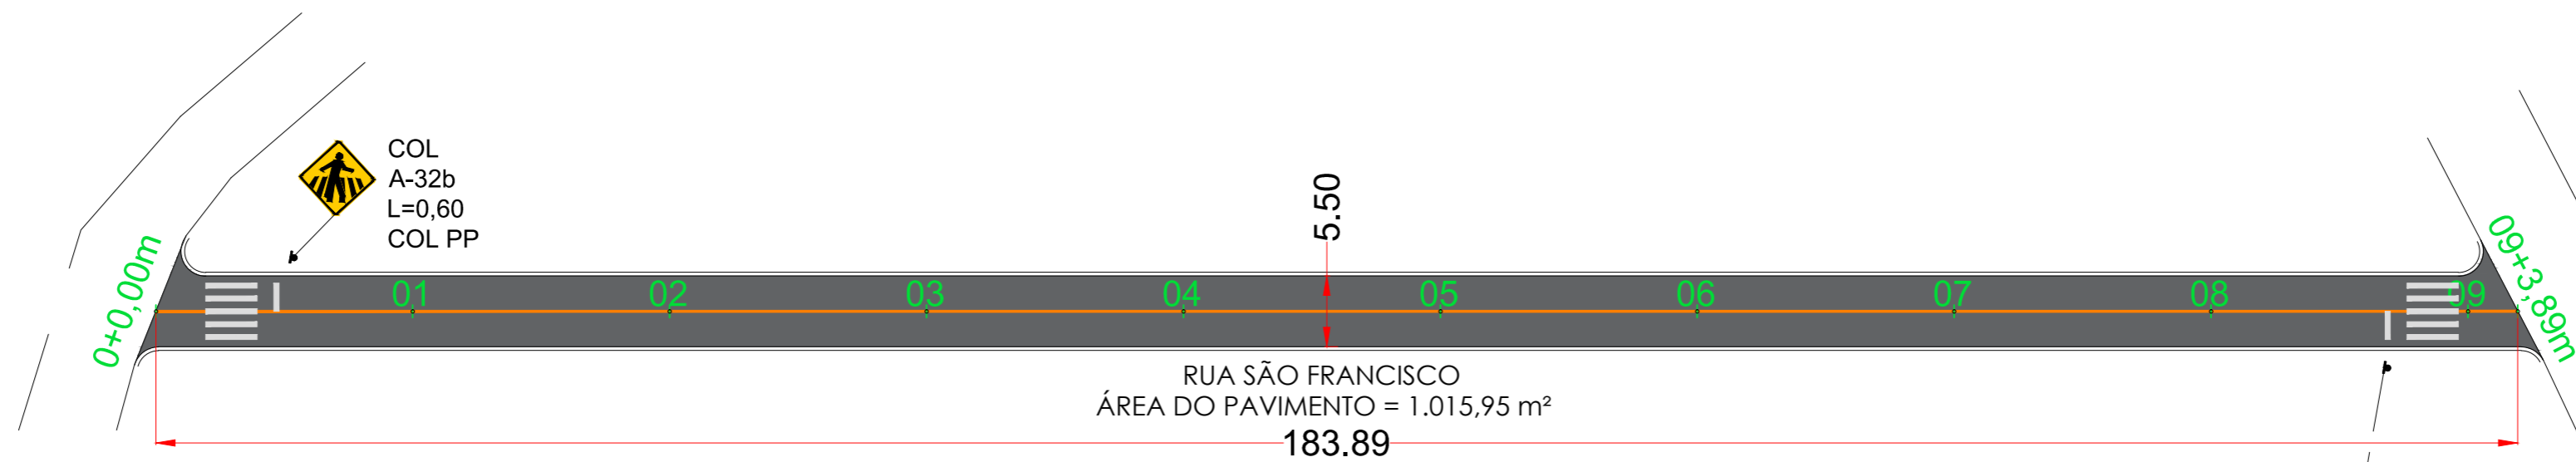 COL
A-32b
L=0,60
COL PP
5.50
0+0,00m
01
02
03
04
05
06
07
08
09
09+3,89m
RUA SÃO FRANCISCO
ÁREA DO PAVIMENTO = 1.015,95 m²
183.89